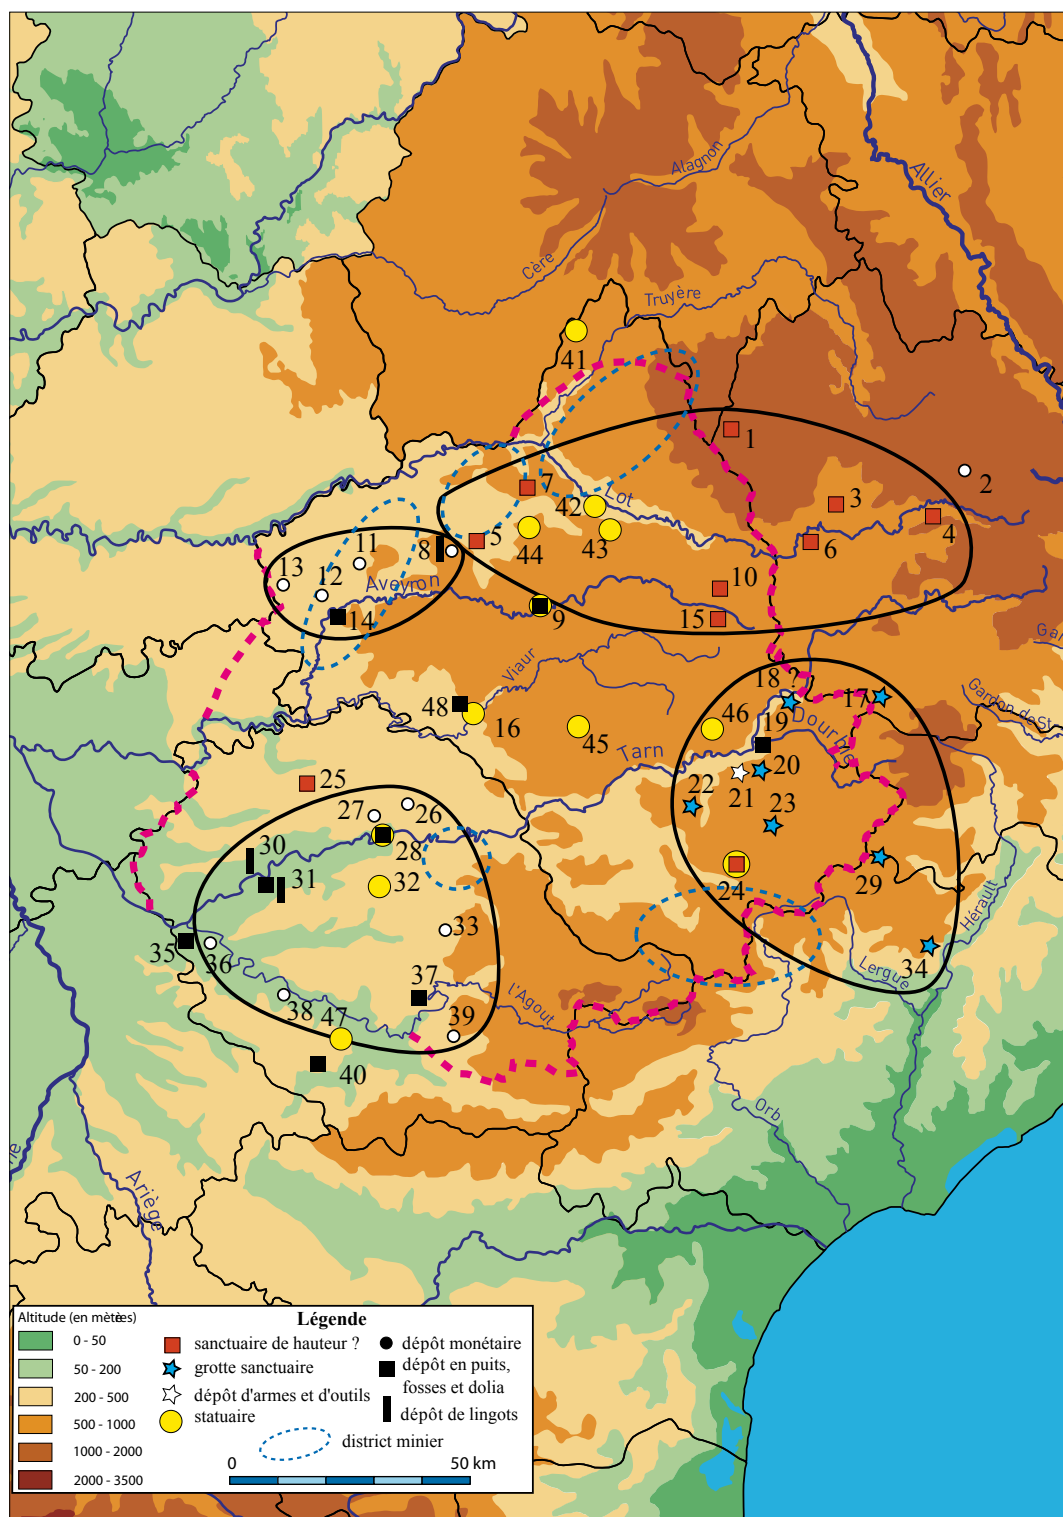 Alagnon
Allier
Cère
Truyère
41
1
2
7
3
42
Lot
4
44
43
6
5
8
11
13
12
Aveyron
10
14
9
15
Gar
Viaur
18 ?
17
48
16
46
19
Dourbie
Gardon de St
45
Tarn
20
25
22
21
23
27
26
28
30
24
29
31
32
33
Hérault
35
36
34
Lergue
37
38
l'Agout
47
39
40
Orb
Ariège
Altitude (en mètres)
Légende
0 - 50
sanctuaire de hauteur ?
dépôt monétaire
50 - 200
grotte sanctuaire
dépôt en puits,
fosses et dolia
200 - 500
dépôt d'armes et d'outils
statuaire
dépôt de lingots
500 - 1000
district minier
1000 - 2000
0
50 km
2000 - 3500